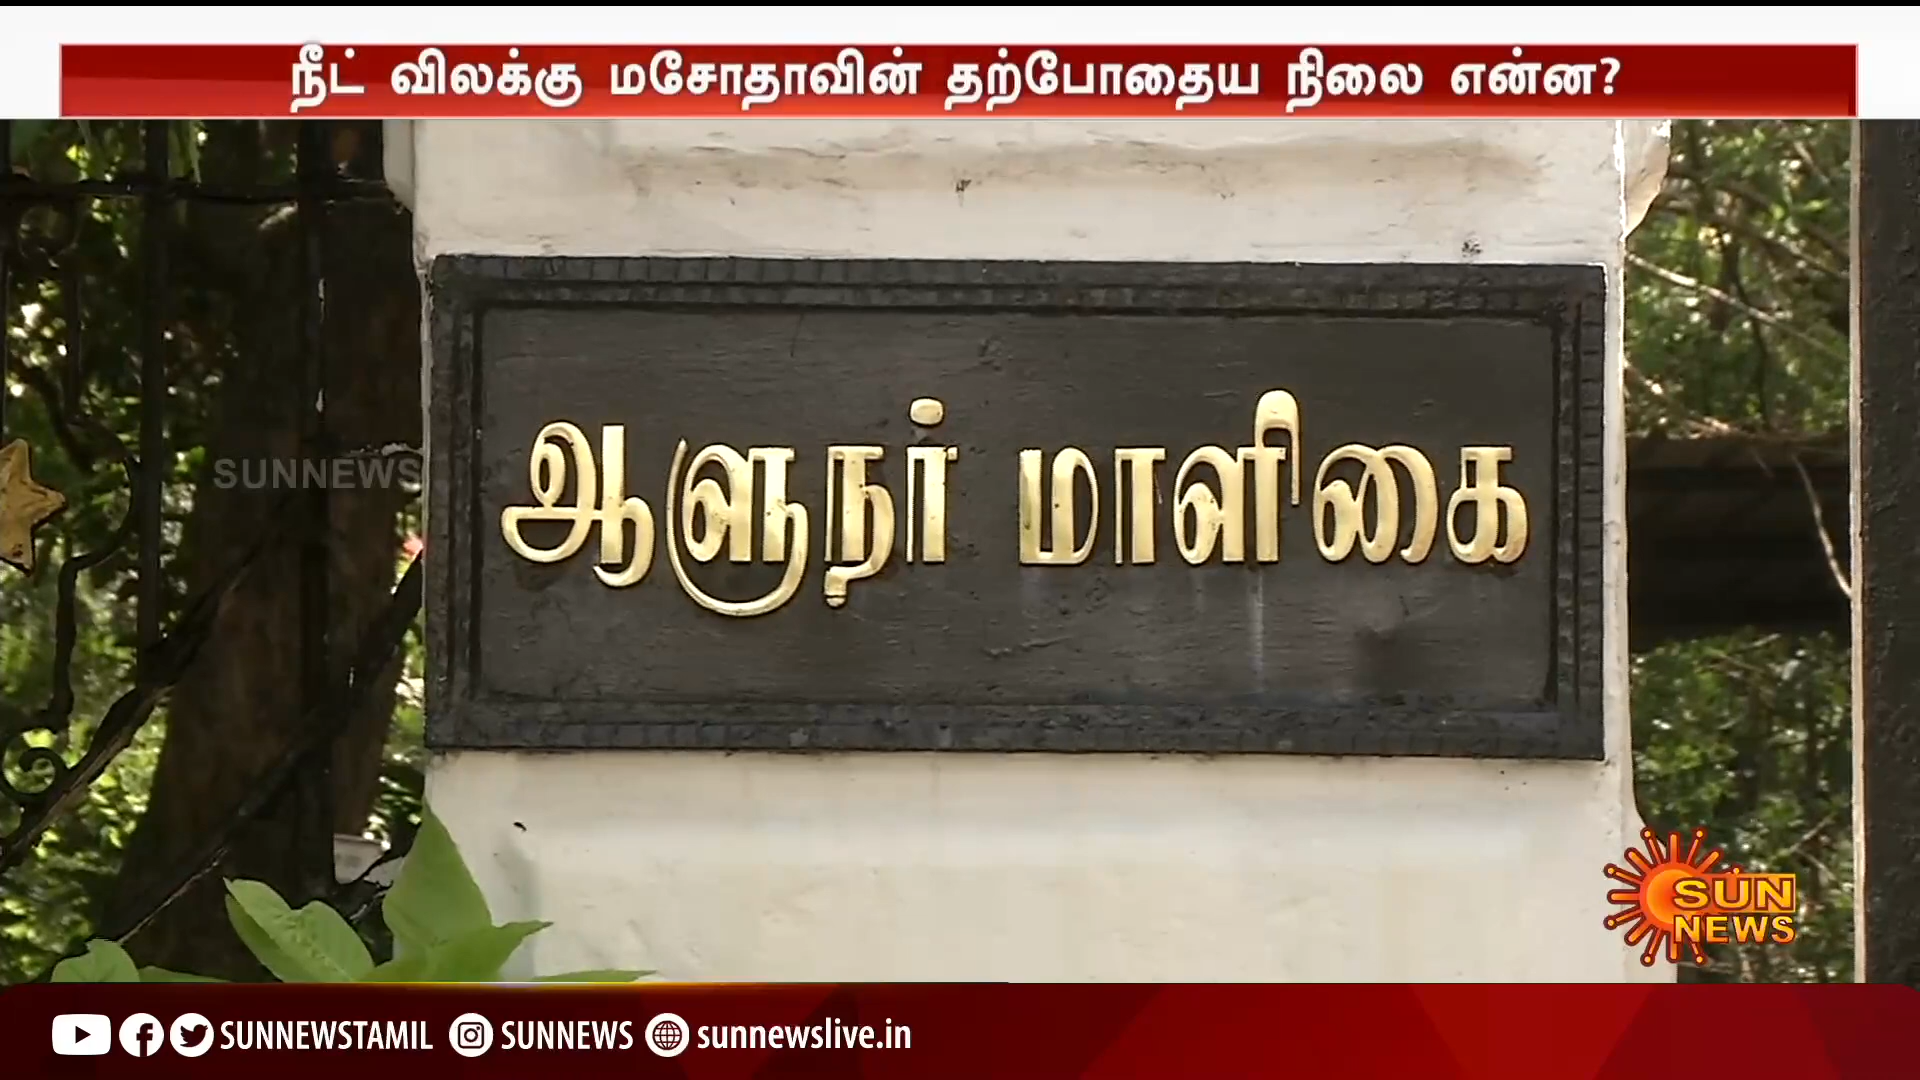 நீட் விலக்கு மசோதாவின் தற்போதைய நிலை என்ன?
ஆளுநர் மாளிகை
SUNNEWS
SUN
NEWS
SUNNEWSTAMIL SUNNEWS sunnewslive.in